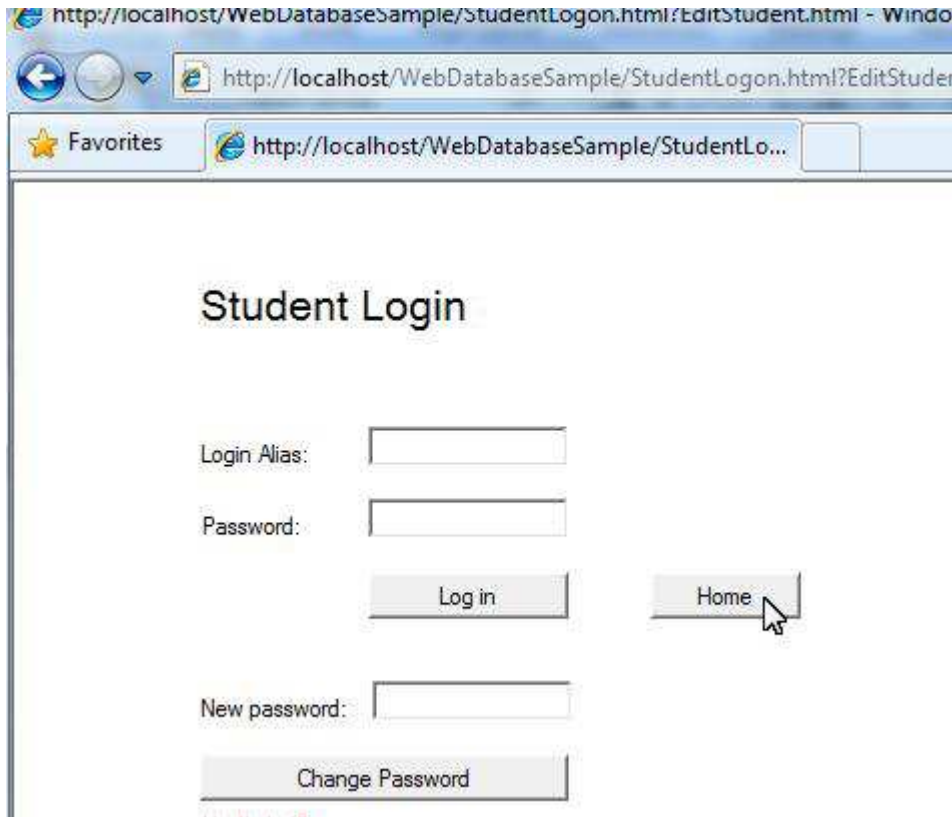 http://localhost/WebDatabaseSample/StudentLogon.html?EditStudent.html - Windo
http://localhost/WebDatabaseSample/StudentLogon.html?EditStuder
Favorites http://localhost/WebDatabaseSample/StudentLo...
Student Login
Login Alias:
Password:
Log in Home
New password:
Change Password